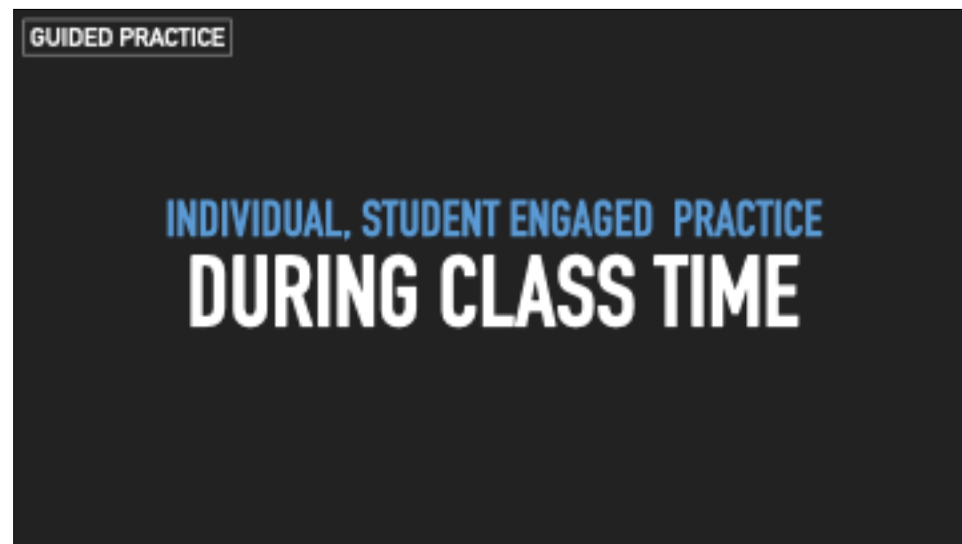 GUIDED PRACTICE
INDIVIDUAL, STUDENT ENGAGED PRACTICE
DURING CLASS TIME